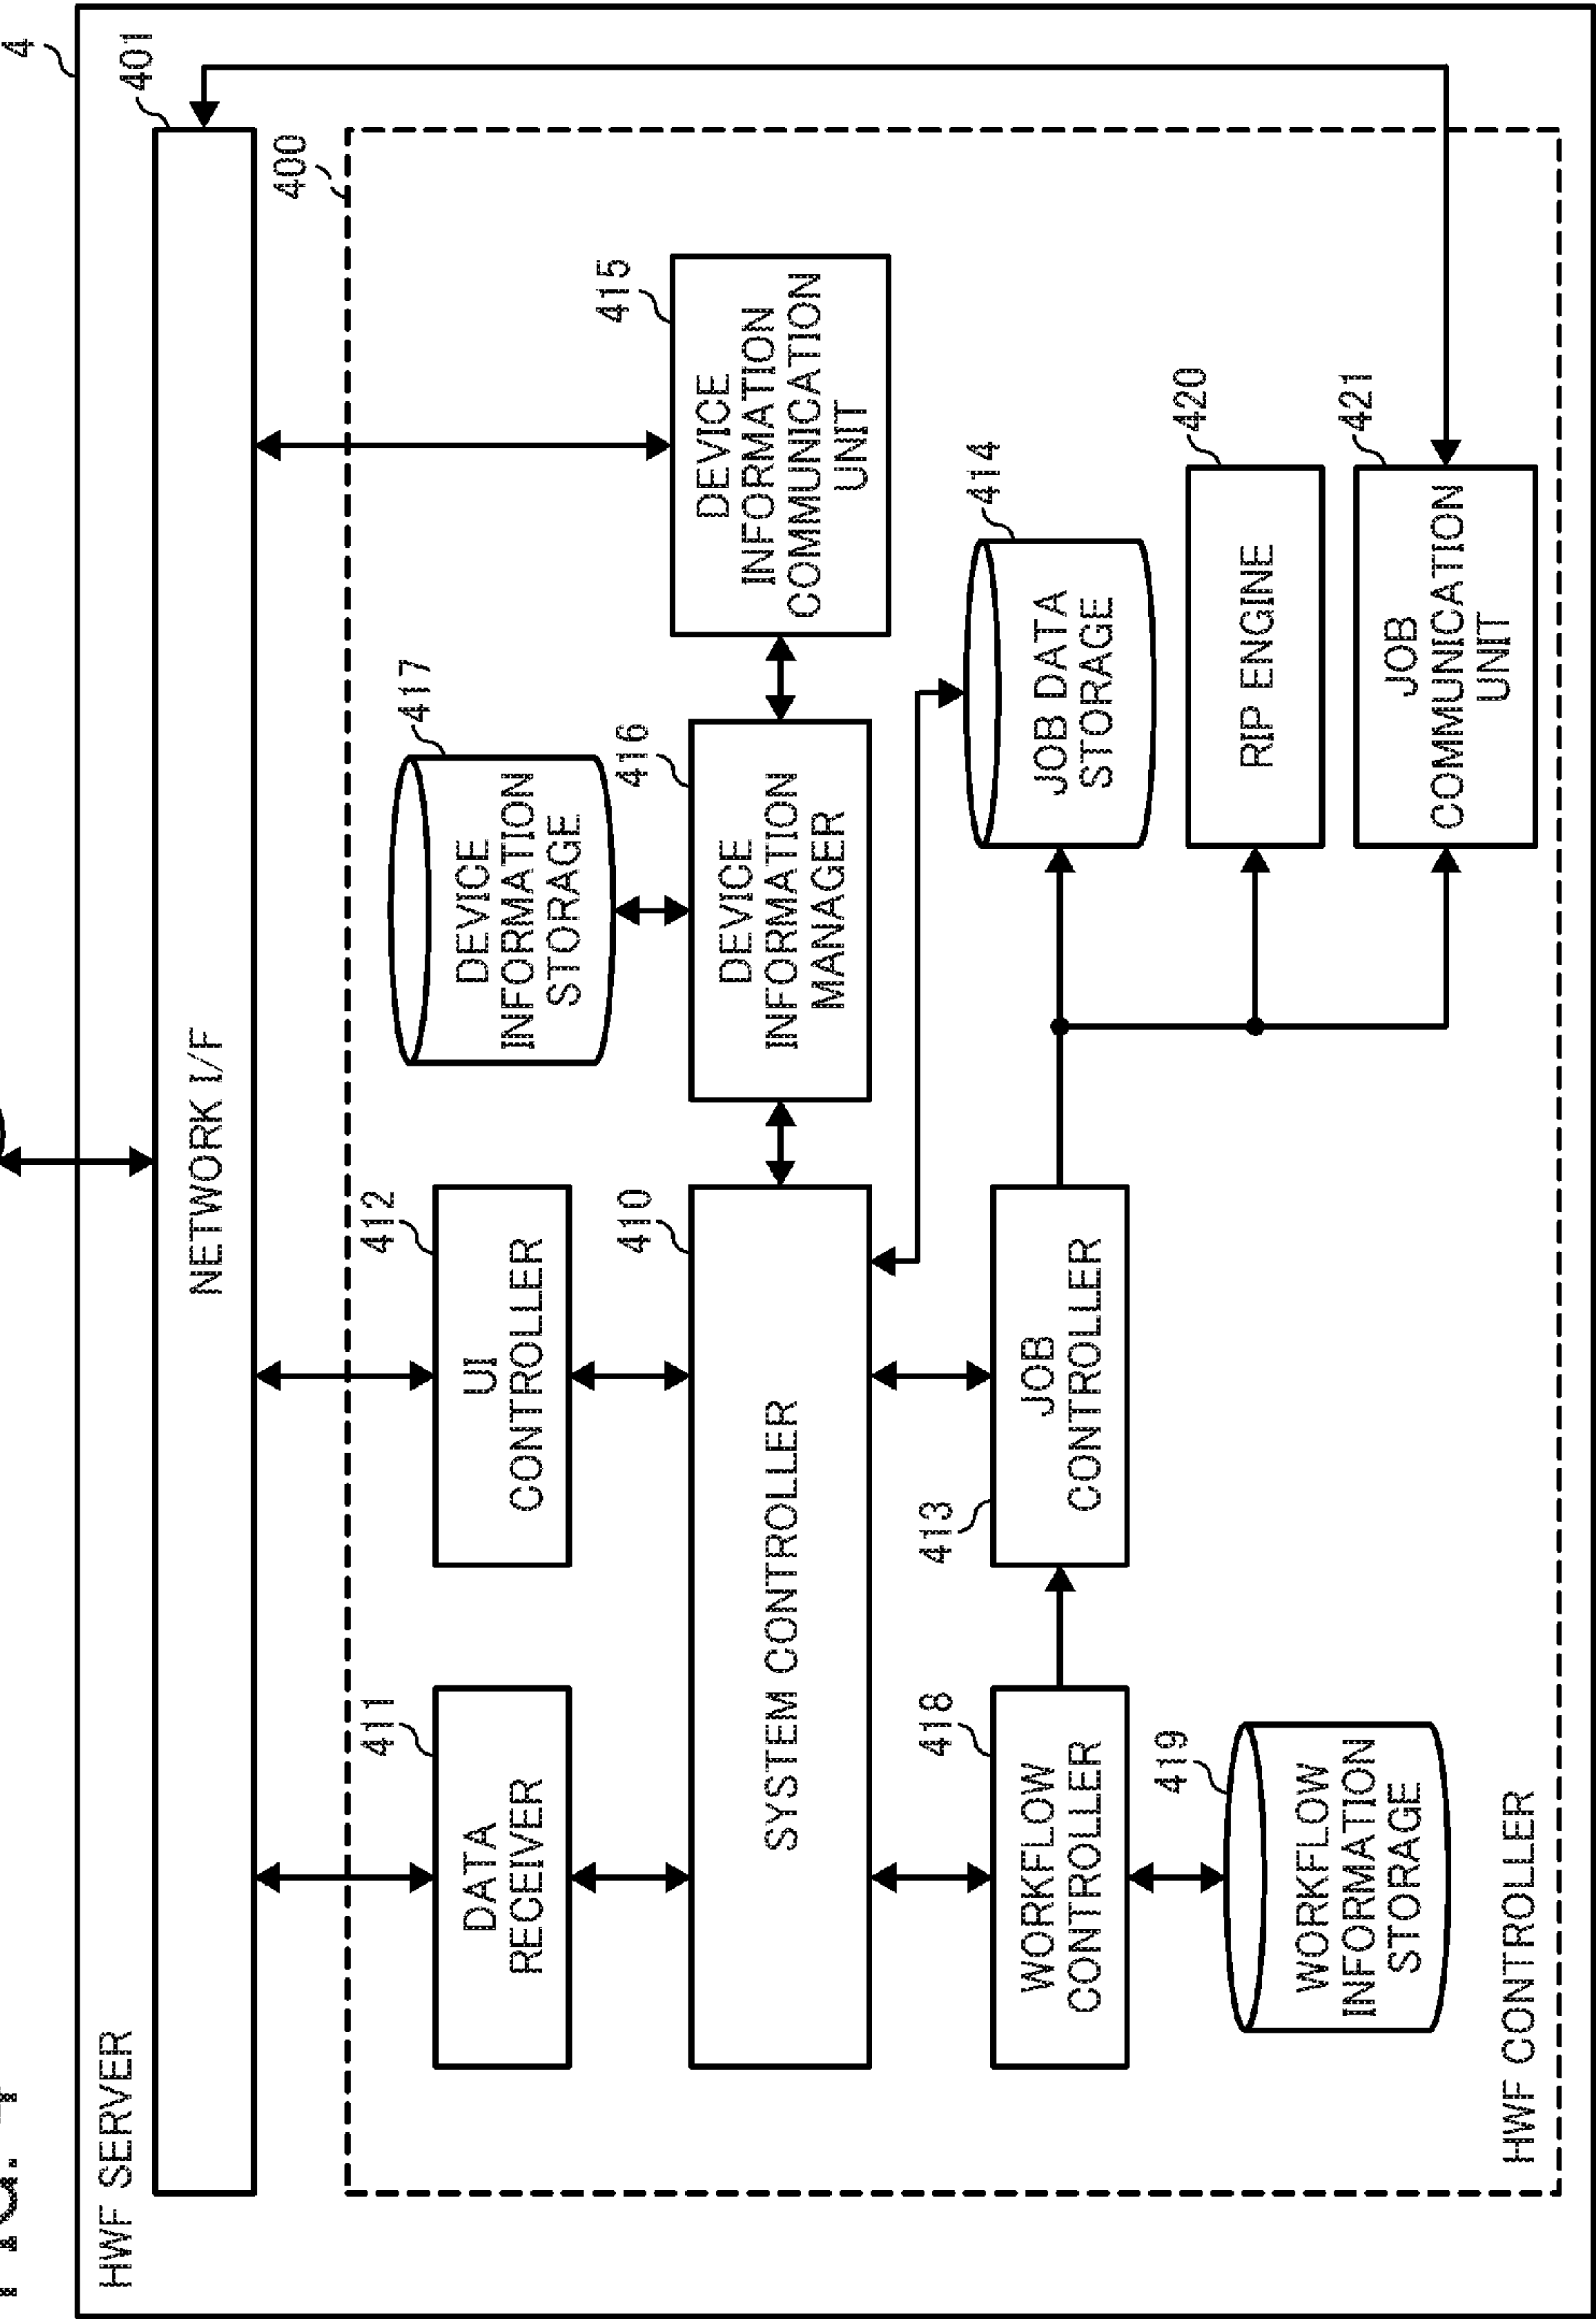 4
HWF SERVER
401
NETWORK I/F
400
411
DATA
RECEIVER
412
UI
CONTROLLER
417
DEVICE
INFORMATION
STORAGE
415
DEVICE
INFORMATION
COMMUNICATION
UNIT
410
SYSTEM CONTROLLER
416
DEVICE
INFORMATION
MANAGER
418
WORKFLOW
CONTROLLER
413
JOB
CONTROLLER
414
JOB DATA
STORAGE
419
WORKFLOW
INFORMATION
STORAGE
420
RIP ENGINE
421
JOB
COMMUNICATION
UNIT
HWF CONTROLLER